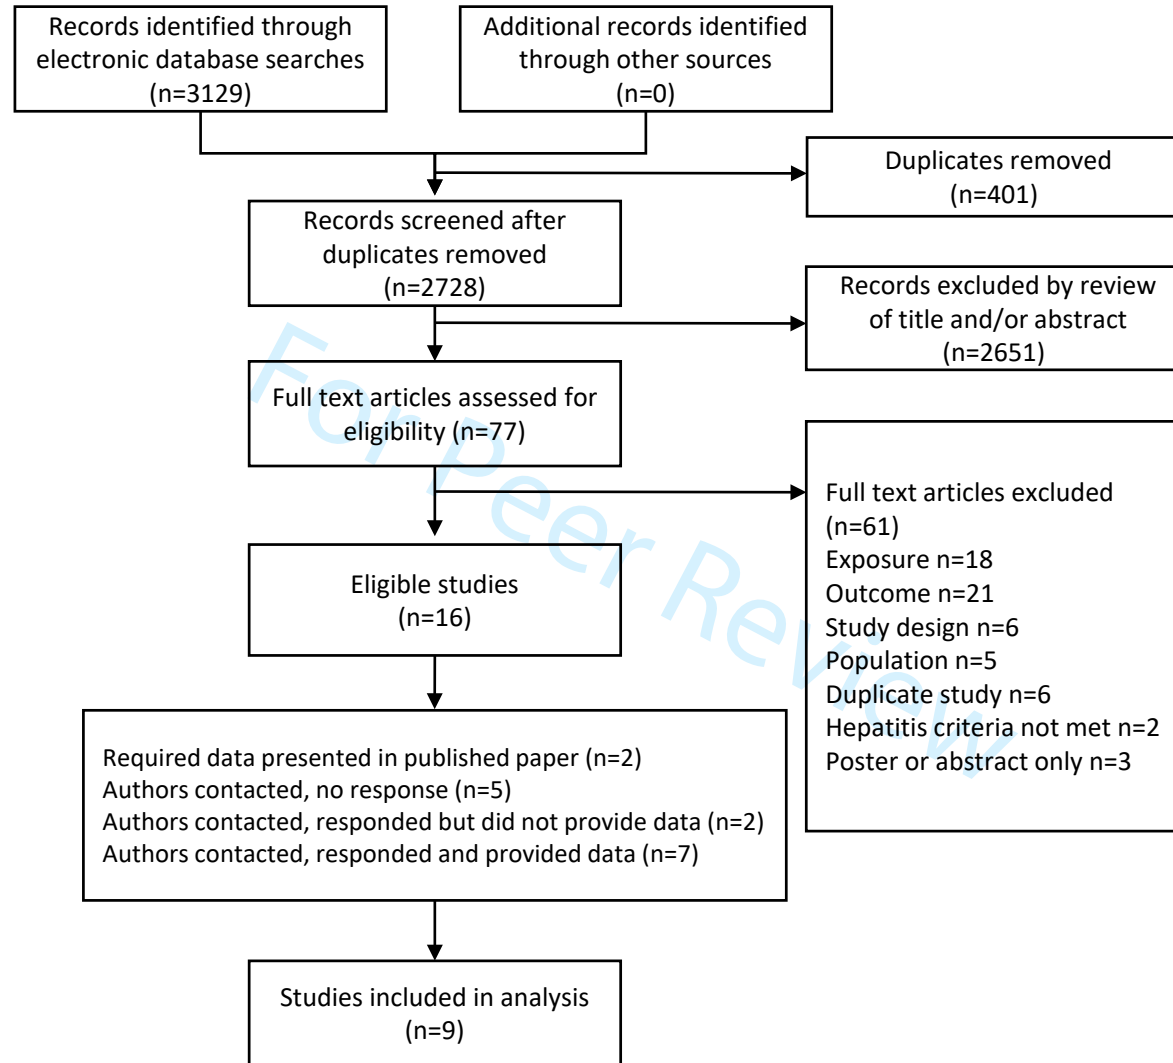 Records identified through
electronic database searches
(n=3129)
Additional records identified
through other sources
(n=0)
Duplicates removed
(n=401)
Records screened after
duplicates removed
(n=2728)
Records excluded by review
of title and/or abstract
(n=2651)
Full text articles assessed for
eligibility (n=77)
Full text articles excluded
(n=61)
Exposure n=18
Outcome n=21
Study design n=6
Population n=5
Duplicate study n=6
Hepatitis criteria not met n=2
Poster or abstract only n=3
Eligible studies
(n=16)
Required data presented in published paper (n=2)
Authors contacted, no response (n=5)
Authors contacted, responded but did not provide data (n=2)
Authors contacted, responded and provided data (n=7)
Studies included in analysis
(n=9)
For Peer Review